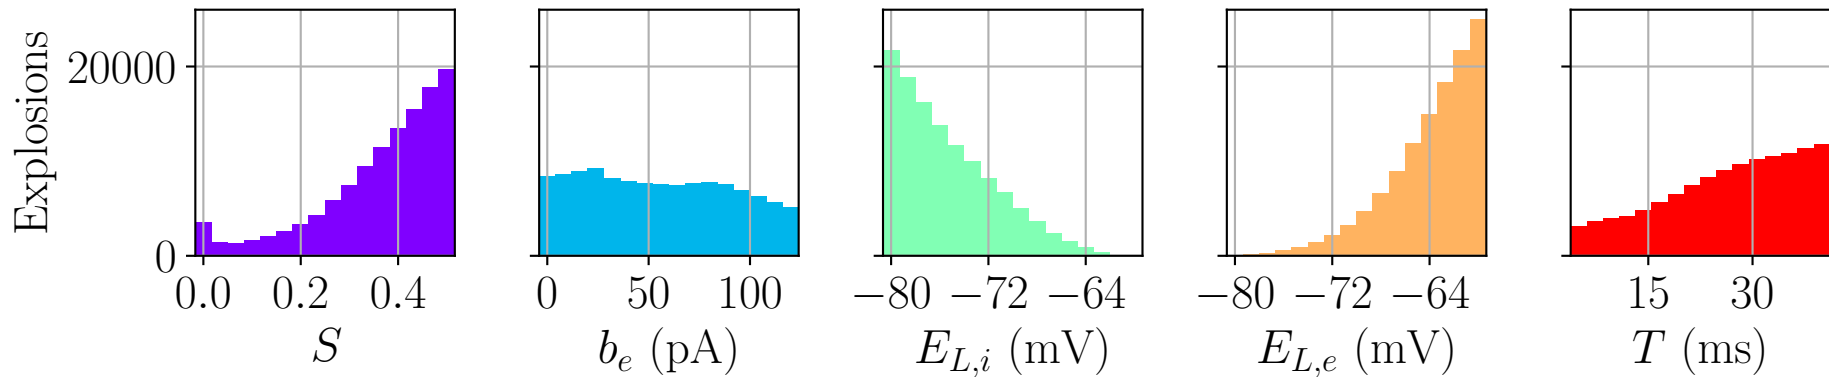 Explosions
20000
0
0.0 0.2 0.4
S
0 50 100
b_e (pA)
−80 −72 −64
E_{L,i} (mV)
−80 −72 −64
E_{L,e} (mV)
15 30
T (ms)